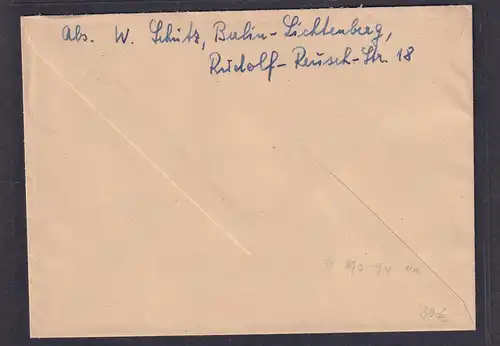 Abs. W. Schütz, Berlin-Lichtenberg,
Rudolf-Reusch-Str. 18